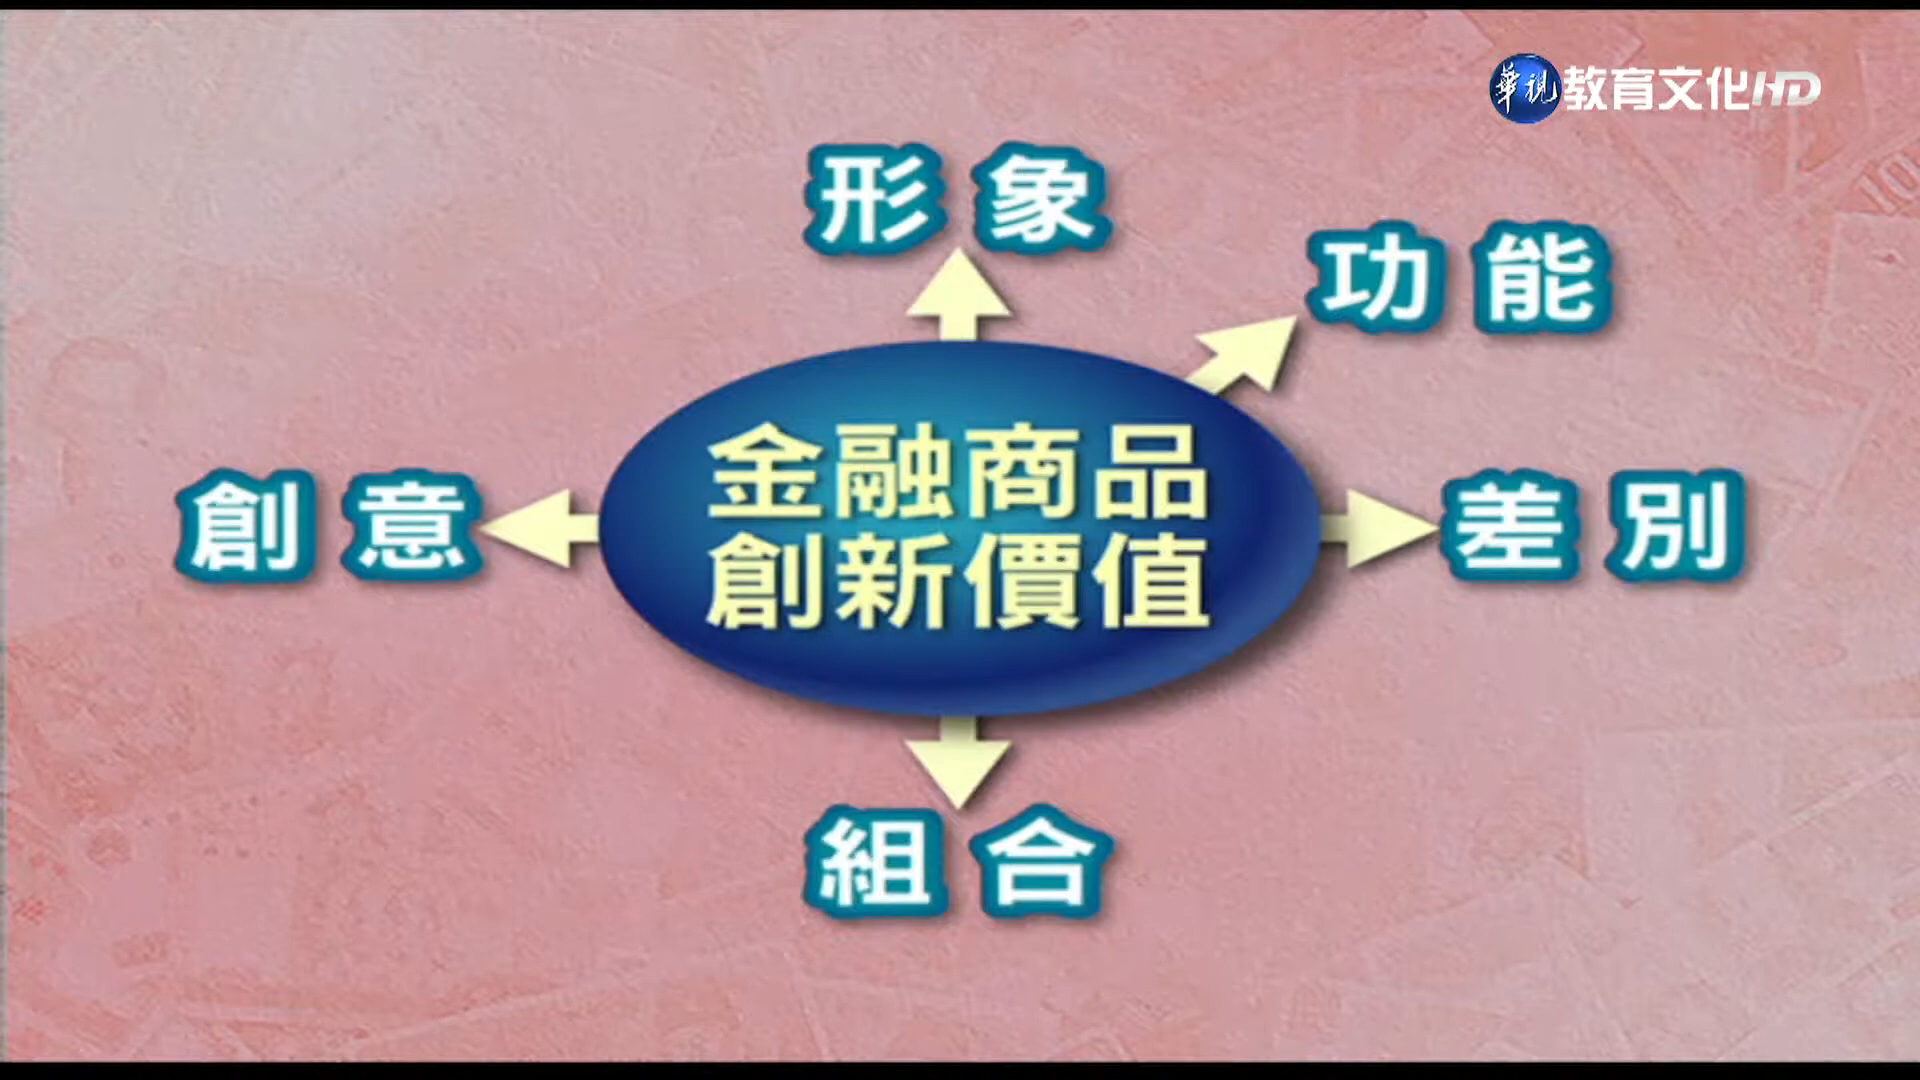 華視 教育文化HD
形象
功能
金融商品
創新價值
創意
差別
組合